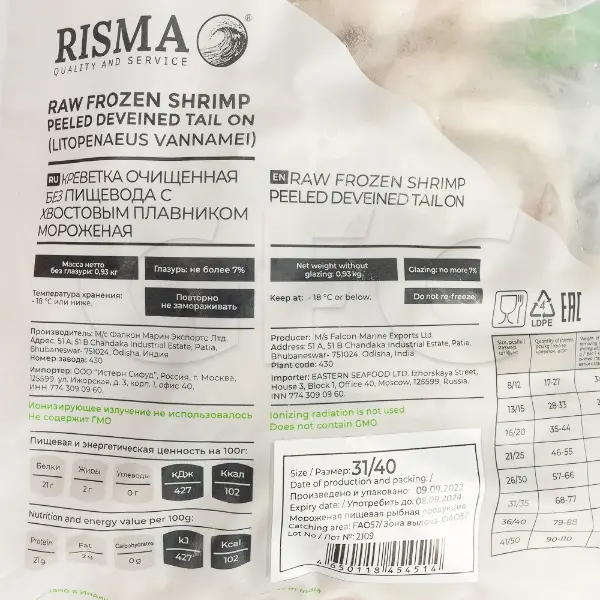 RISMA ®
QUALITY AND SERVICE
RAW FROZEN SHRIMP
PEELED DEVEINED TAIL ON
(LITOPENAEUS VANNAMEI)
RU КРЕВЕТКА ОЧИЩЕННАЯ
БЕЗ ПИЩЕВОДА С
ХВОСТОВЫМ ПЛАВНИКОМ
МОРОЖЕНАЯ
Масса нетто
без глазури: 0,93 кг
Глазурь: не более 7%
Температура хранения:
- 18 °C или ниже.
Повторно
не замораживать
Производитель: М/с Фалкон Марин Экспортс Лтд.
Адрес: 51 А, 51 В Chandaka Industrial Estate, Patia,
Bhubaneswar- 751024, Odisha, Индия
Номер завода: 430
Импортер: ООО "Истерн Сифуд", Россия, г. Москва,
125599, ул. Ижорская, д. 3, корп. 1, офис 40,
ИНН 774 309 09 60.
Ионизирующее излучение не использовалось
Не содержит ГМО
Пищевая и энергетическая ценность на 100г:
Белки
21 г
Жиры
2 г
Углеводы
0 г
кДж
427
Ккал
102
Nutrition and energy value per 100g:
Protein
21g
Fat
Carbohydrates
0g
kJ
427
Kcal
102
EN RAW FROZEN SHRIMP
PEELED DEVEINED TAIL ON
Net weight without
glazing: 0,93 kg.
Glazing: no more 7%
Keep at: - 18 °C or below.
Do not re-freeze
Producer: M/s Falcon Marine Exports Ltd
Address: 51 A, 51 B Chandaka Industrial Estate, Patia,
Bhubaneswar- 751024, Odisha, India
Plant code: 430
Importer: EASTERN SEAFOOD LTD. Izhorskaya Street,
House 3, Block 1, Office 40, Moscow, 125599, Russia.
INN 774 309 09 60.
Ionizing radiation is not used
Does not contain GMO
Size / Размер: 31/40
Date of production and packing: /
Произведено и упаковано: 09.09.2022
Expiry date: / Употребить до: 08.09.2024
Мороженая пищевая рыбная продукция
Catching area: FAO57/ Зона вылова: FAO57
Lot No / Лот №: 2109
4 650118 454514
4
LDPE
EAC
8/12 17-27
13/15 28-33
16/20 35-44
21/25 46-55
26/30 57-66
31/35 68-77
36/40 79-88
41/50 90-110